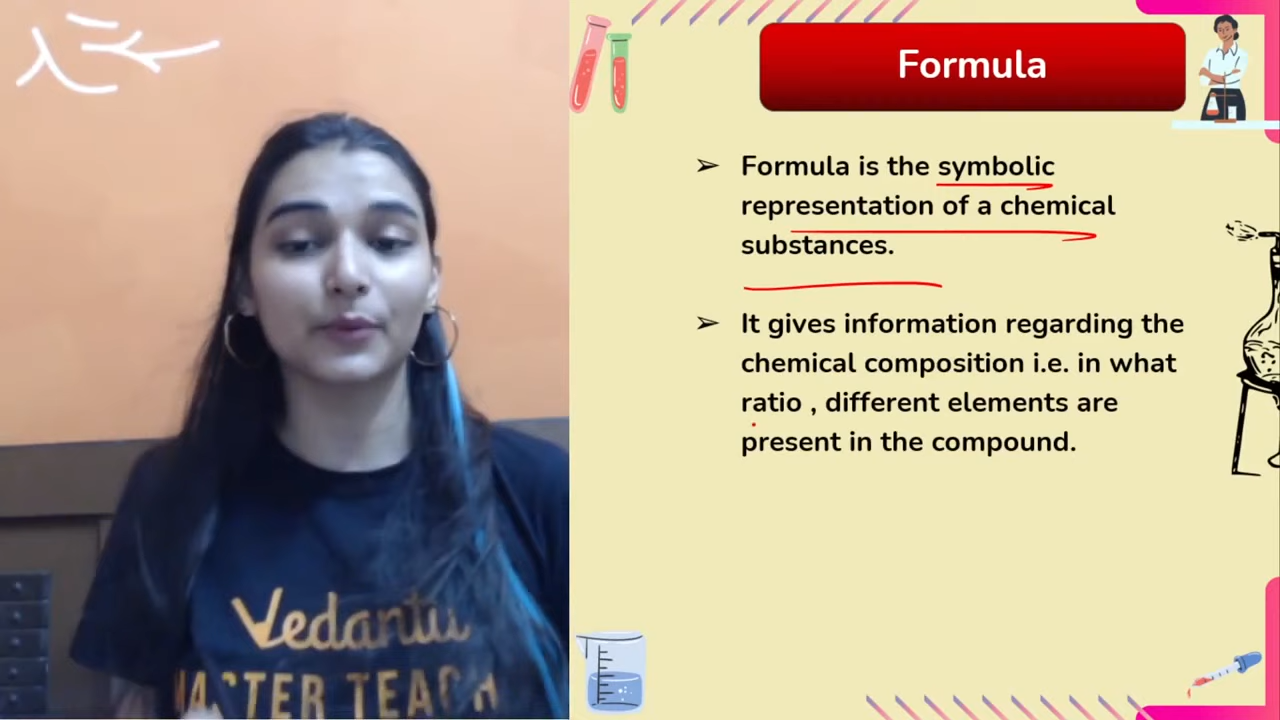 Formula
➢ Formula is the symbolic
representation of a chemical
substances.
➢ It gives information regarding the
chemical composition i.e. in what
ratio , different elements are
present in the compound.
Vedantu
MASTER TEACH